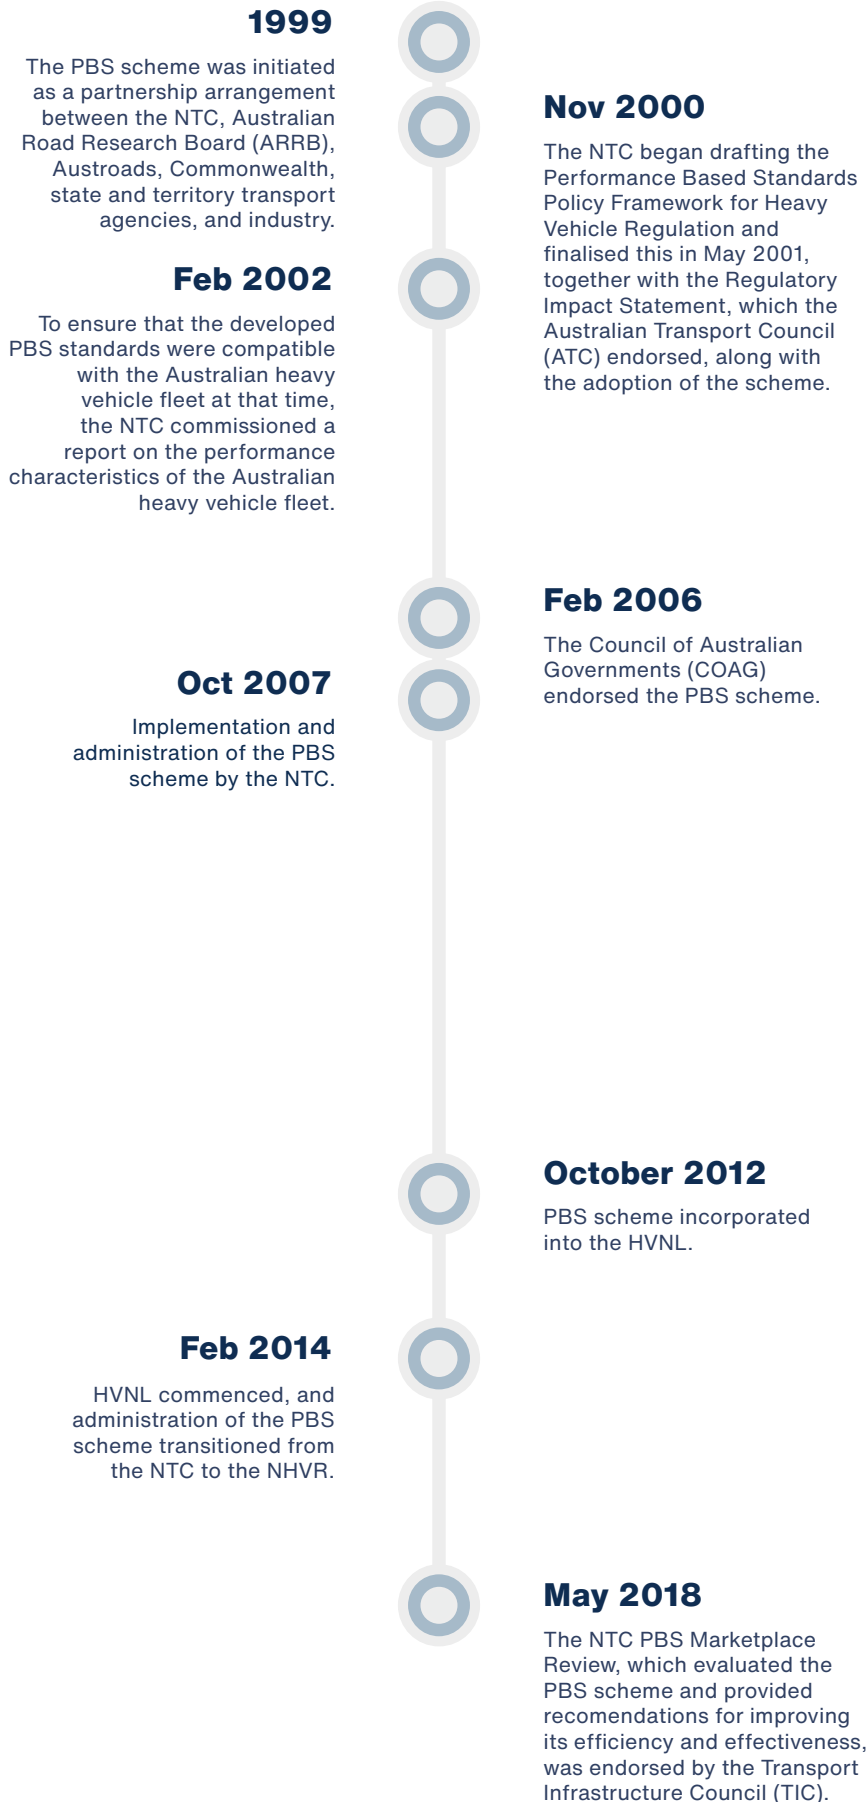 1999
The PBS scheme was initiated
as a partnership arrangement
between the NTC, Australian
Road Research Board (ARRB),
Austroads, Commonwealth,
state and territory transport
agencies, and industry.
Nov 2000
The NTC began drafting the
Performance Based Standards
Policy Framework for Heavy
Vehicle Regulation and
finalised this in May 2001,
together with the Regulatory
Impact Statement, which the
Australian Transport Council
(ATC) endorsed, along with
the adoption of the scheme.
Feb 2002
To ensure that the developed
PBS standards were compatible
with the Australian heavy
vehicle fleet at that time,
the NTC commissioned a
report on the performance
characteristics of the Australian
heavy vehicle fleet.
Feb 2006
The Council of Australian
Governments (COAG)
endorsed the PBS scheme.
Oct 2007
Implementation and
administration of the PBS
scheme by the NTC.
October 2012
PBS scheme incorporated
into the HVNL.
Feb 2014
HVNL commenced, and
administration of the PBS
scheme transitioned from
the NTC to the NHVR.
May 2018
The NTC PBS Marketplace
Review, which evaluated the
PBS scheme and provided
recomendations for improving
its efficiency and effectiveness,
was endorsed by the Transport
Infrastructure Council (TIC).